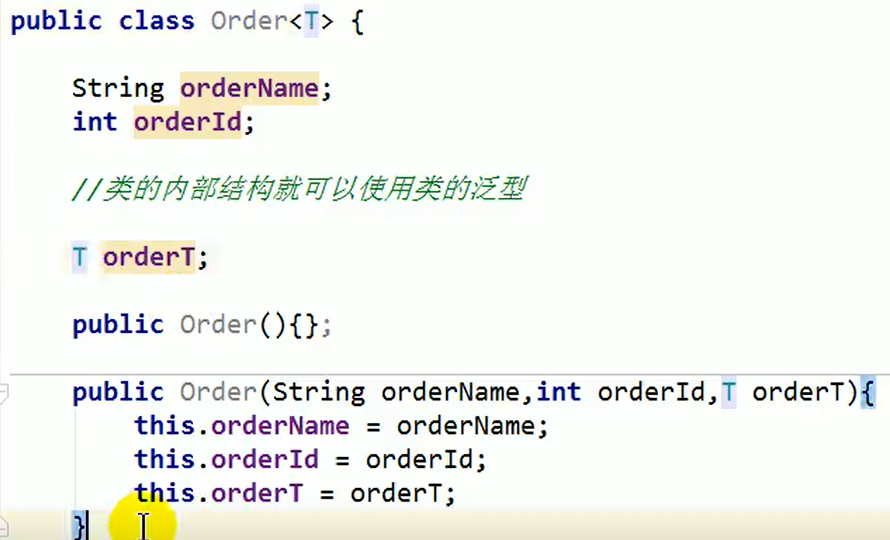 public class Order<T> {
String orderName;
int orderId;
//类的内部结构就可以使用类的泛型
T orderT;
public Order(){};
public Order(String orderName,int orderId,T orderT){
this.orderName = orderName;
this.orderId = orderId;
this.orderT = orderT;
}